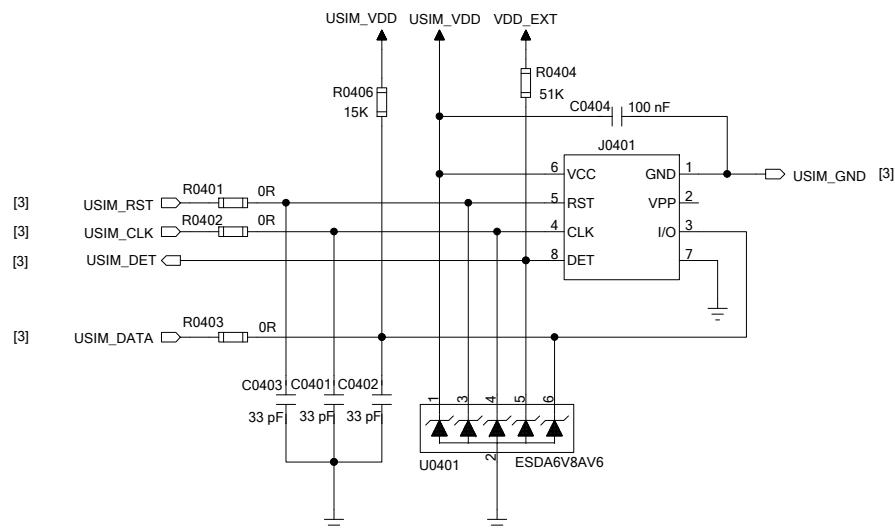 USIM_VDD USIM_VDD VDD_EXT
R0404
51K
R0406
15K
C0404 100 nF
J0401
6 VCC GND 1 USIM_GND [3]
[3] USIM_RST R0401 0R 5 RST VPP 2
[3] USIM_CLK R0402 0R 4 CLK I/O 3
[3] USIM_DET 8 DET 7
[3] USIM_DATA R0403 0R
C0403 C0401 C0402
33 pF 33 pF 33 pF
1 3 4 5 6
2
U0401 ESDA6V8AV6